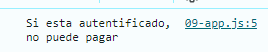 Si esta autentificado, 09-app.js:5
no puede pagar